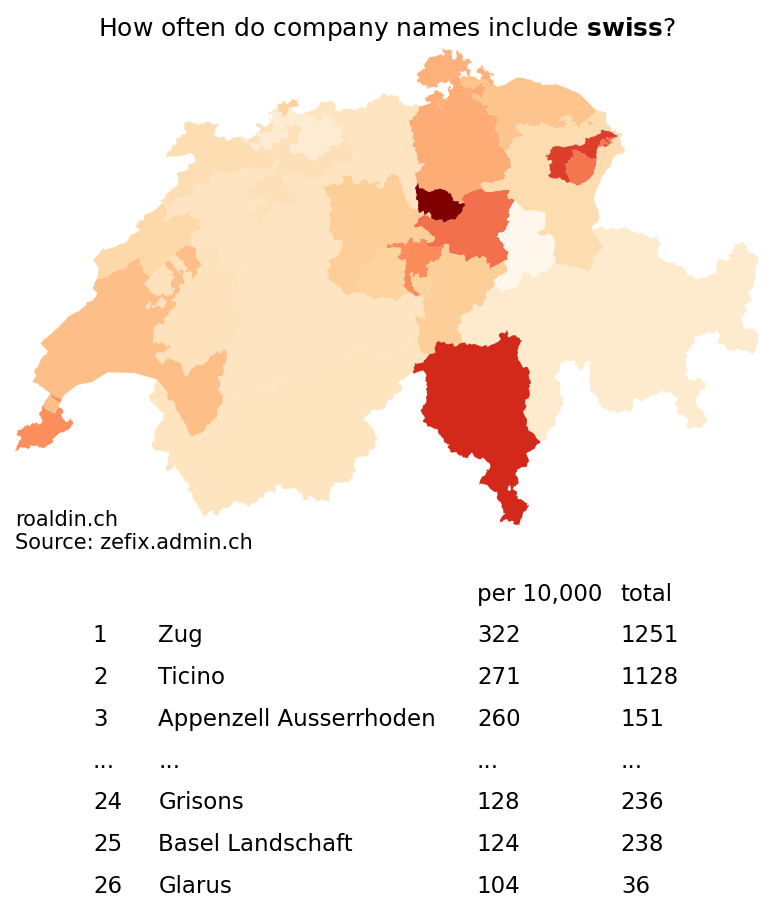 How often do company names include swiss?
roaldin.ch
Source: zefix.admin.ch
per 10,000 total
1 Zug 322 1251
2 Ticino 271 1128
3 Appenzell Ausserrhoden 260 151
... ... ... ...
24 Grisons 128 236
25 Basel Landschaft 124 238
26 Glarus 104 36